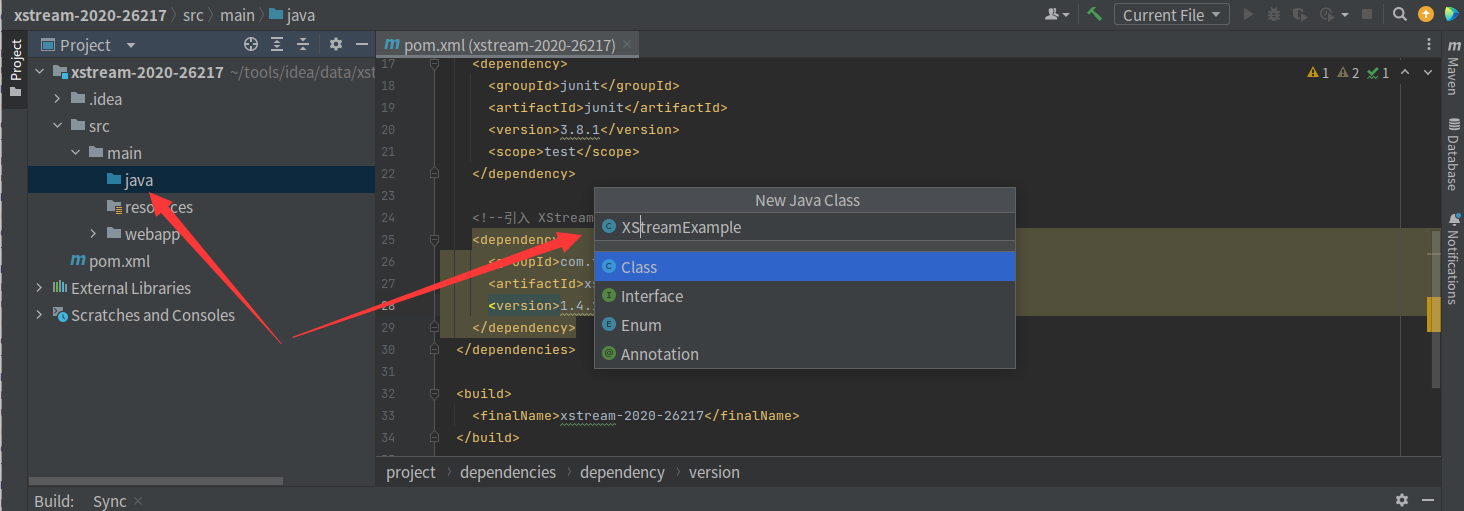 xstream-2020-26217 src main java
Current File
Project
Project
xstream-2020-26217 ~/tools/idea/data/xst
.idea
src
main
java
resources
webapp
pom.xml
External Libraries
Scratches and Consoles
pom.xml (xstream-2020-26217)
1 2 1
17 <dependency>
18 <groupId>junit</groupId>
19 <artifactId>junit</artifactId>
20 <version>3.8.1</version>
21 <scope>test</scope>
22 </dependency>
23
24 <!--引入 XStream
25 <dependency
26 <groupId>com.
27 <artifactId>xs
28 <version>1.4.
29 </dependency>
30 </dependencies>
31
32 <build>
33 <finalName>xstream-2020-26217</finalName>
34 </build>
New Java Class
XStreamExample
Class
Interface
Enum
Annotation
project dependencies dependency version
Maven
Database
Notifications
Build: Sync